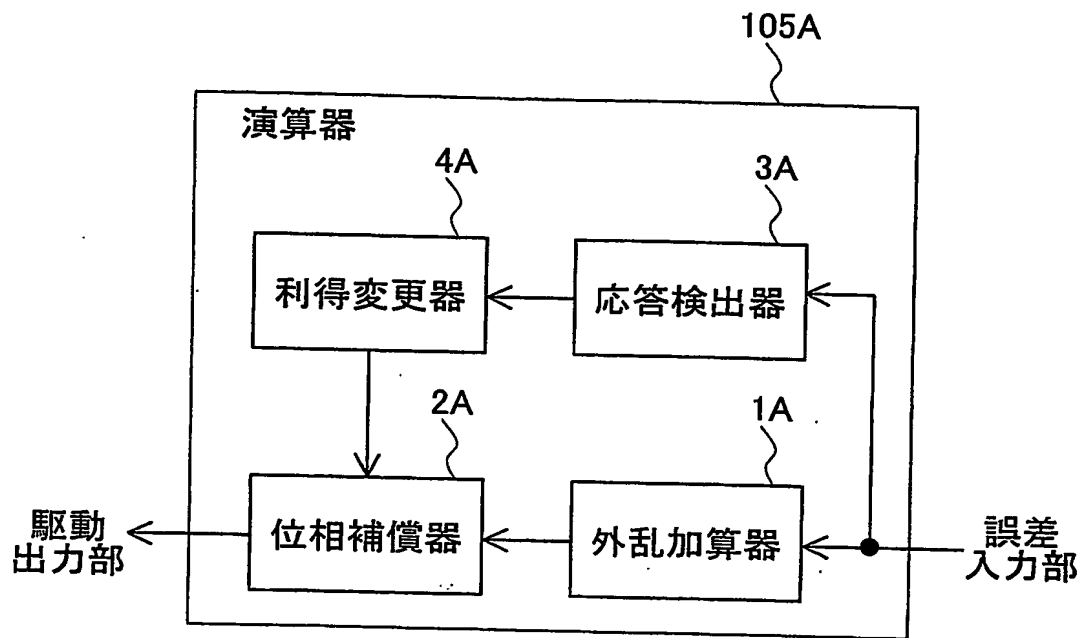 105A
演算器
4A
3A
利得変更器
応答検出器
2A
1A
駆動
出力部
位相補償器
外乱加算器
誤差
入力部